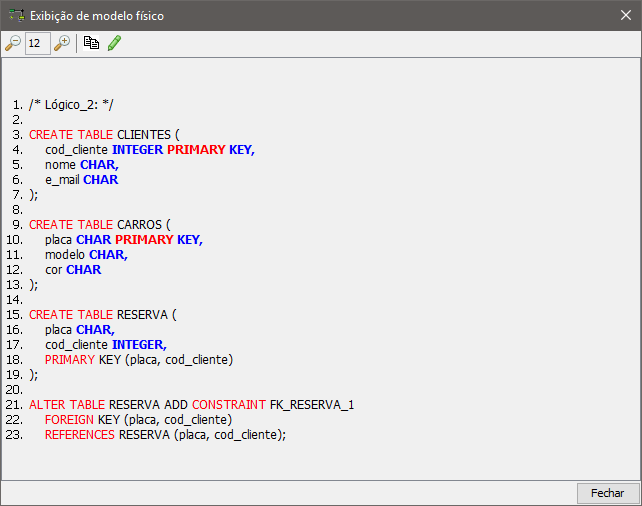 Exibição de modelo físico
12
1. /* Lógico_2: */
2.
3. CREATE TABLE CLIENTES (
4. cod_cliente INTEGER PRIMARY KEY,
5. nome CHAR,
6. e_mail CHAR
7. );
8.
9. CREATE TABLE CARROS (
10. placa CHAR PRIMARY KEY,
11. modelo CHAR,
12. cor CHAR
13. );
14.
15. CREATE TABLE RESERVA (
16. placa CHAR,
17. cod_cliente INTEGER,
18. PRIMARY KEY (placa, cod_cliente)
19. );
20.
21. ALTER TABLE RESERVA ADD CONSTRAINT FK_RESERVA_1
22. FOREIGN KEY (placa, cod_cliente)
23. REFERENCES RESERVA (placa, cod_cliente);
Fechar